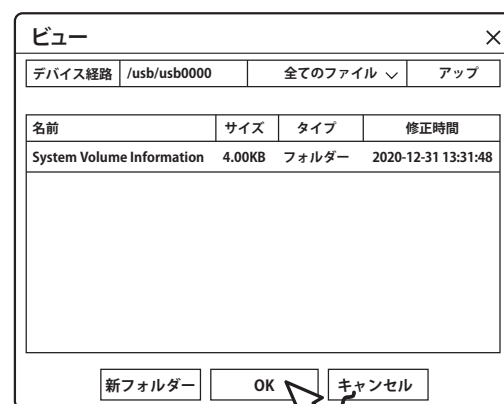 ビュー
デバイス経路 /usb/usb0000 全てのファイル アップ
名前 サイズ タイプ 修正時間
System Volume Information 4.00KB フォルダー 2020-12-31 13:31:48
新フォルダー OK キャンセル